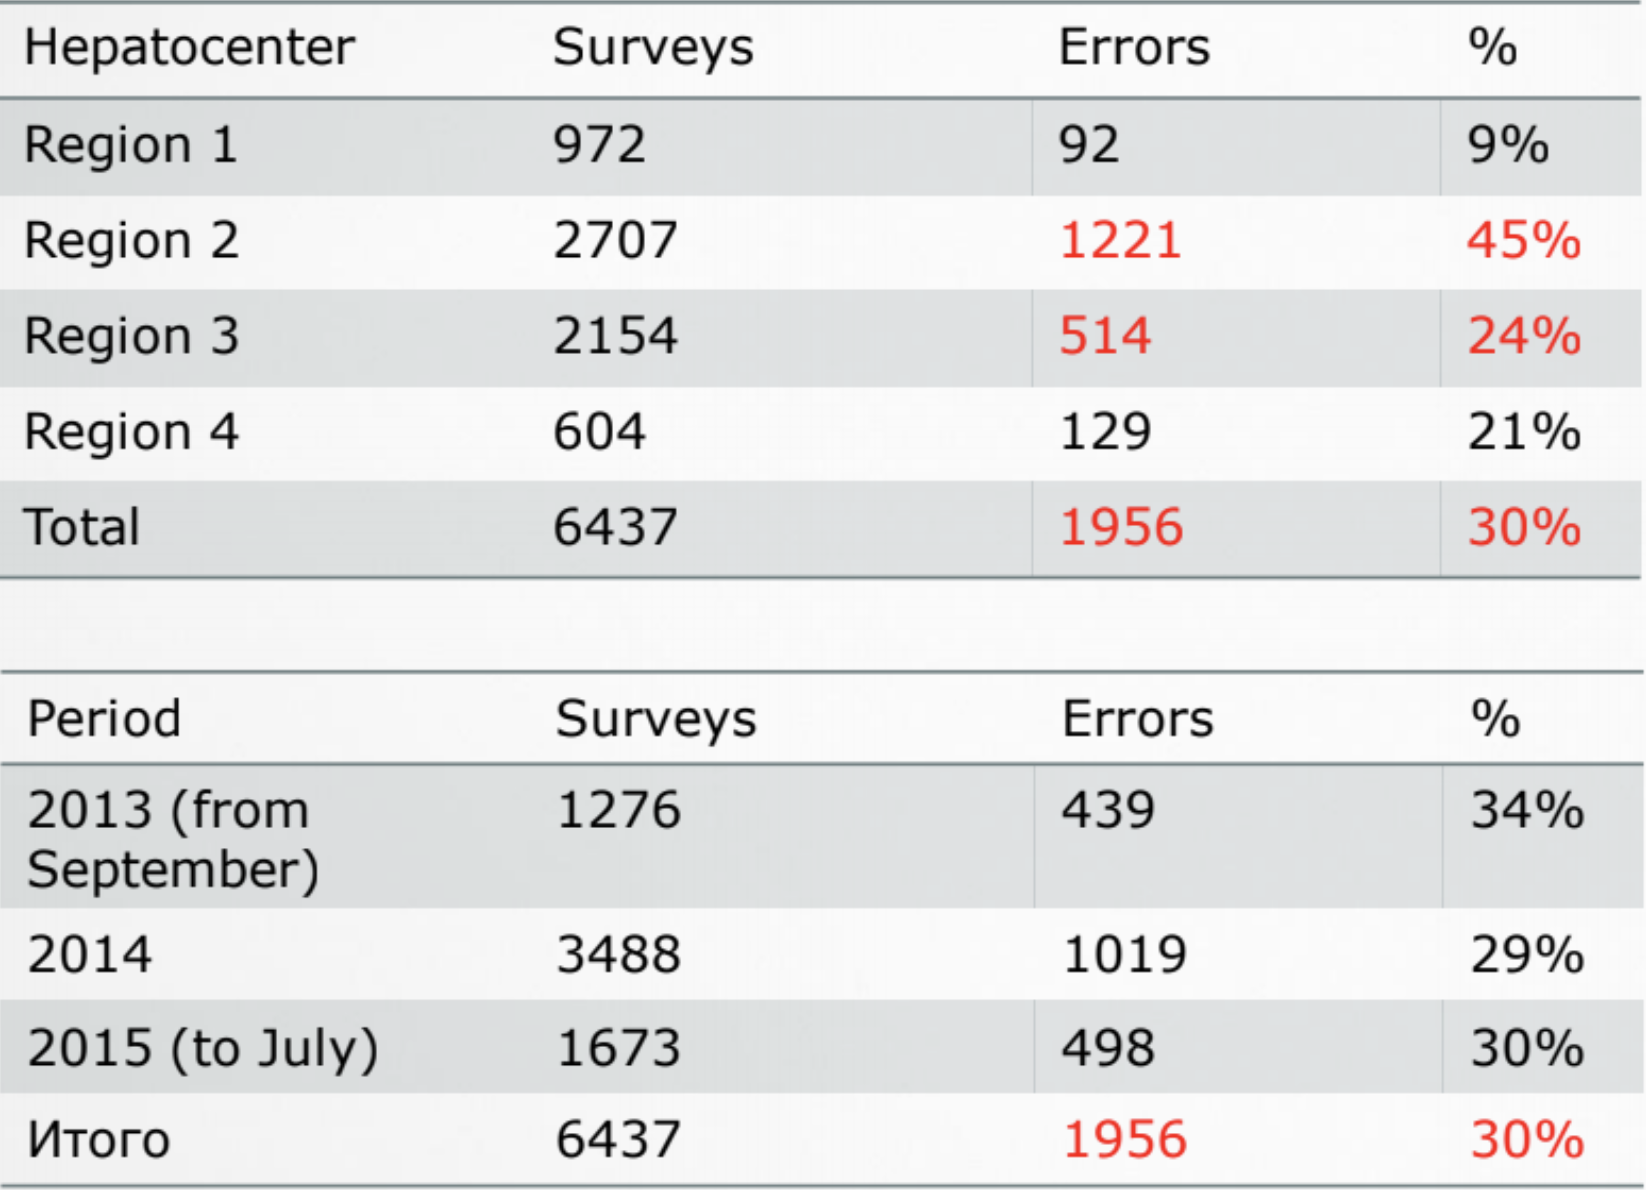 Hepatocenter Surveys Errors %
Region 1 972 92 9%
Region 2 2707 1221 45%
Region 3 2154 514 24%
Region 4 604 129 21%
Total 6437 1956 30%
Period Surveys Errors %
2013 (from 1276 439 34%
September)
2014 3488 1019 29%
2015 (to July) 1673 498 30%
Итого 6437 1956 30%